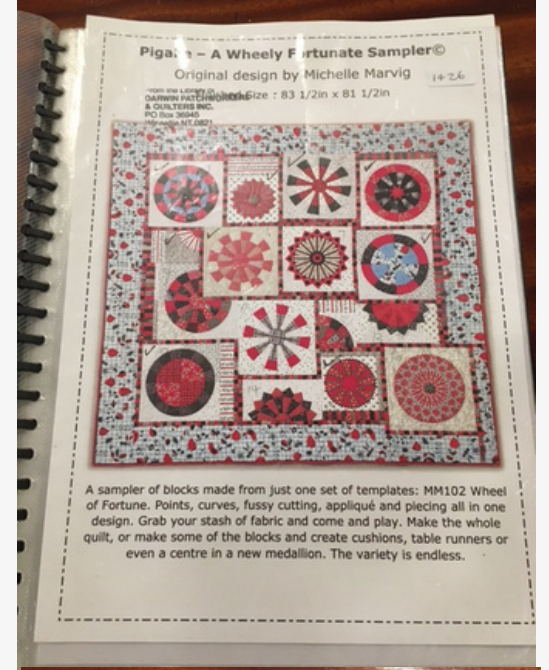 – A Wheely Fortunate Sampler©
Original design by Michelle Marvig
1426
From the Library of
DARWIN PATCHWORKERS
& QUILTERS INC.
PO Box 36945
Winnellie NT 0821
Size : 83 1/2in x 81 1/2in
A sampler of blocks made from just one set of templates: MM102 Wheel
of Fortune. Points, curves, fussy cutting, appliqué and piecing all in one
design. Grab your stash of fabric and come and play. Make the whole
quilt, or make some of the blocks and create cushions, table runners or
even a centre in a new medallion. The variety is endless.